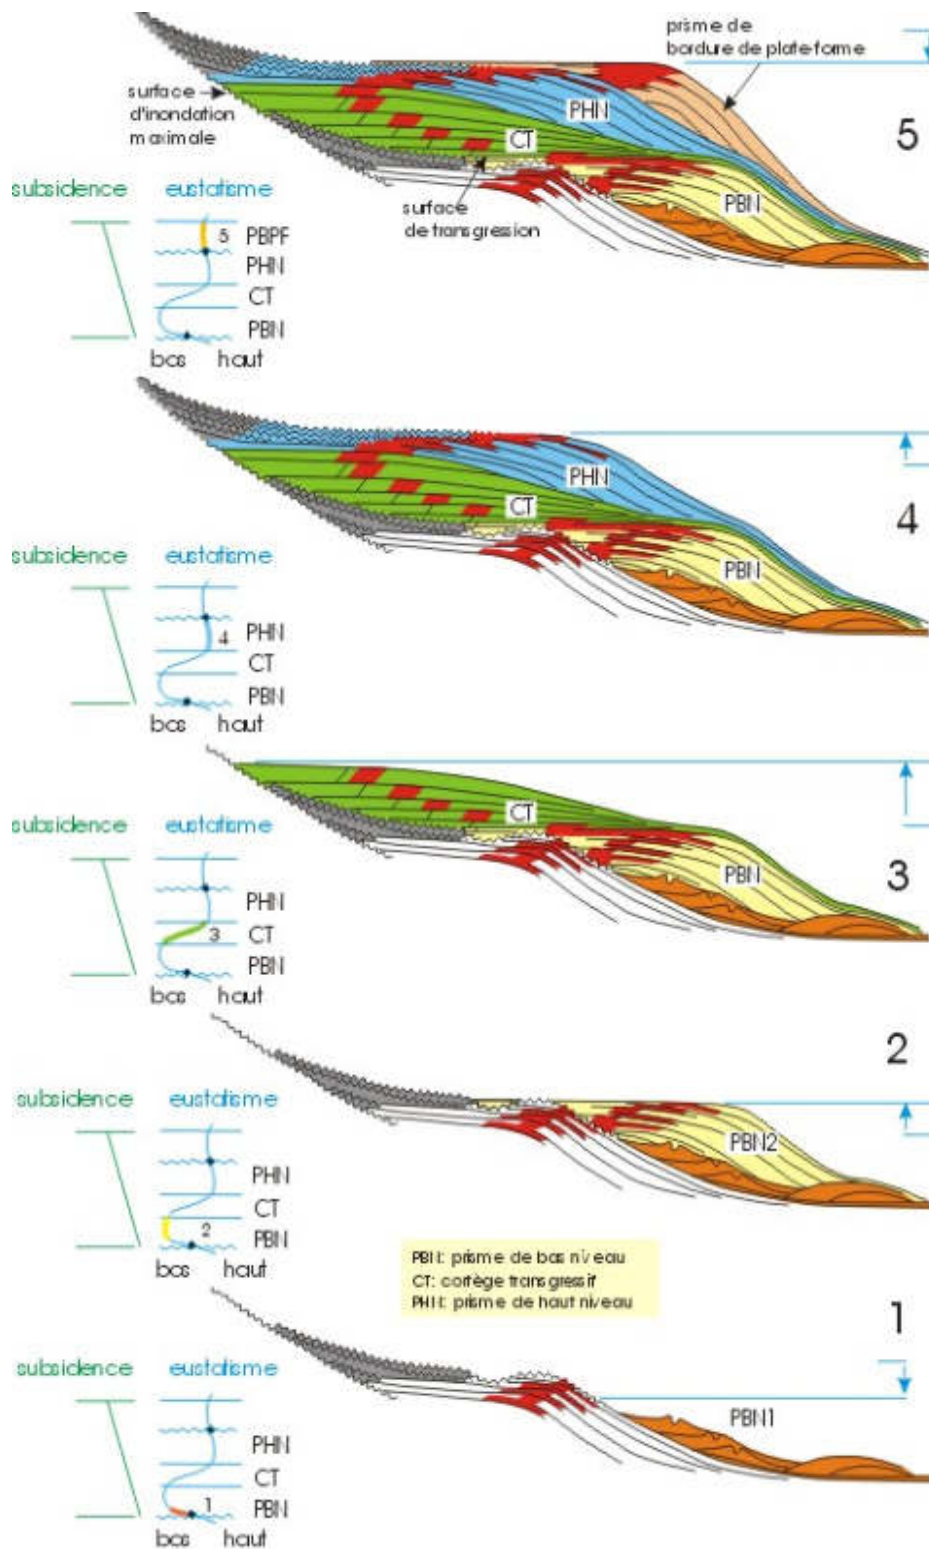 prisme de
bordure de plate-forme
surface
d'inondation
maximale
PHN
CT
5
surface
de transgression
PBN
subsidence eustatisme
5 PBPF
PHN
CT
PBN
bas haut
PHN
CT
4
PBN
subsidence eustatisme
4 PHN
CT
PBN
bas haut
CT
3
PBN
subsidence eustatisme
PHN
3 CT
PBN
bas haut
2
subsidence eustatisme
PBN2
PHN
CT
2 PBN
bas haut
PBN: prisme de bas niveau
CT: cortège transgressif
PHN: prisme de haut niveau
1
subsidence eustatisme
PBN1
PHN
CT
1 PBN
bas haut